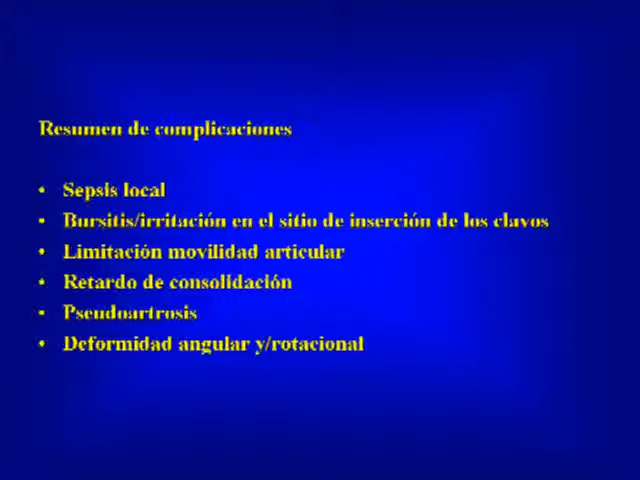 Resumen de complicaciones
• Sepsis local
• Bursitis/irritación en el sitio de inserción de los clavos
• Limitación movilidad articular
• Retardo de consolidación
• Pseudoartrosis
• Deformidad angular y/rotacional